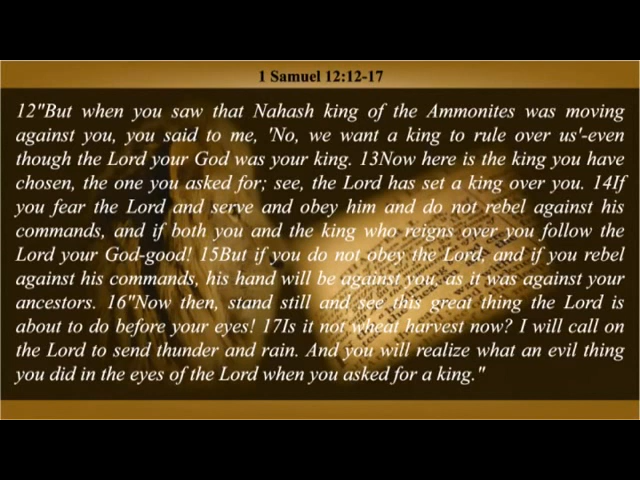 1 Samuel 12:12-17
12"But when you saw that Nahash king of the Ammonites was moving
against you, you said to me, 'No, we want a king to rule over us'-even
though the Lord your God was your king. 13Now here is the king you have
chosen, the one you asked for; see, the Lord has set a king over you. 14If
you fear the Lord and serve and obey him and do not rebel against his
commands, and if both you and the king who reigns over you follow the
Lord your God-good! 15But if you do not obey the Lord, and if you rebel
against his commands, his hand will be against you, as it was against your
ancestors. 16"Now then, stand still and see this great thing the Lord is
about to do before your eyes! 17Is it not wheat harvest now? I will call on
the Lord to send thunder and rain. And you will realize what an evil thing
you did in the eyes of the Lord when you asked for a king."